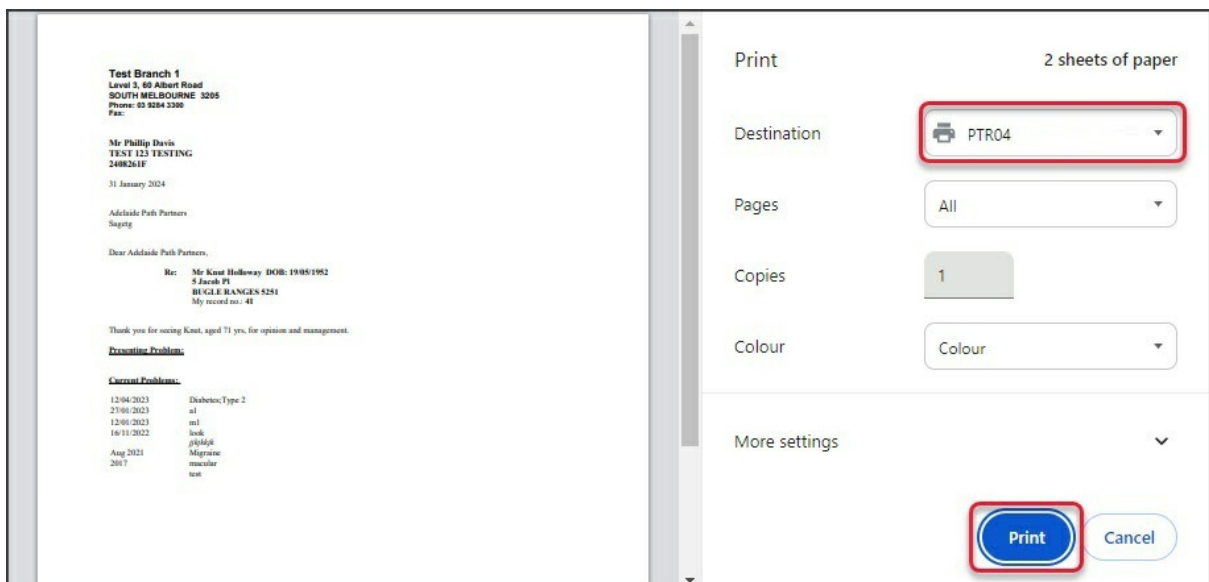 Test Branch 1
Level 3, 60 Albert Road
SOUTH MELBOURNE 3205
Phone: 03 9284 3300
Fax:
Mr Phillip Davis
TEST 123 TESTING
2408261F
31 January 2024
Adelaide Path Partners
Sagetg
Dear Adelaide Path Partners,
Re: Mr Knut Holloway DOB: 19/05/1952
5 Jacob Pl
BUGLE RANGES 5251
My record no.: 41
Thank you for seeing Knut, aged 71 yrs, for opinion and management.
Presenting Problem:
Current Problems:
12/04/2023 Diabetes;Type 2
27/01/2023 n1
12/01/2023 m1
16/11/2022 look
Aug 2021 Migraine
2017 macular
test
Print 2 sheets of paper
Destination PTR04
Pages All
Copies 1
Colour Colour
More settings
Print Cancel